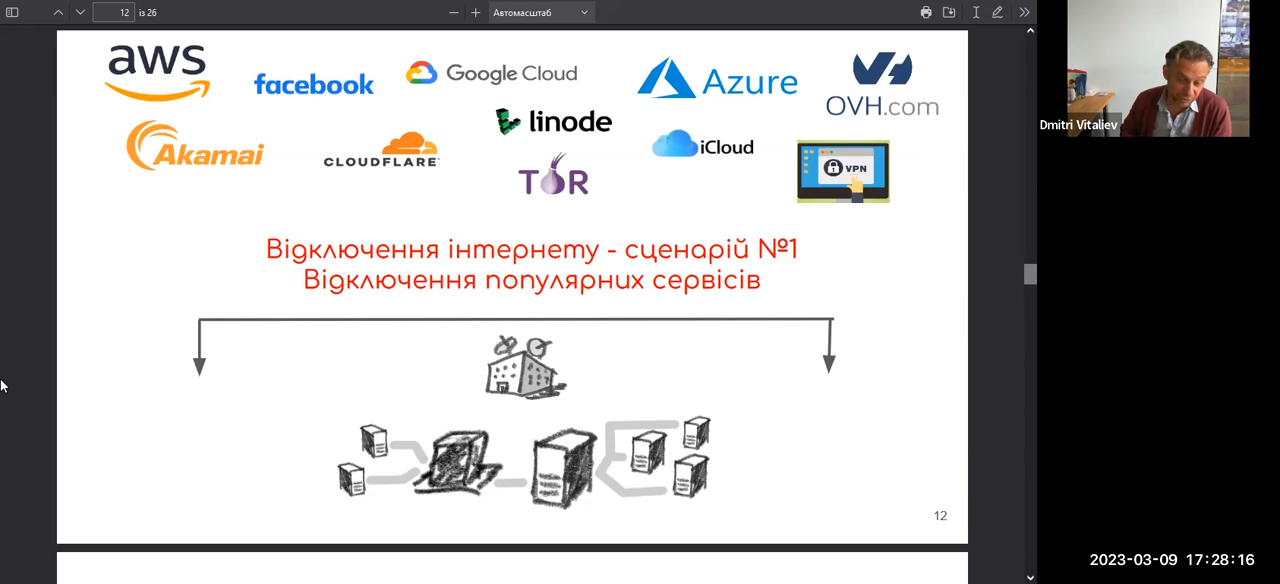 12
із 26
Автомасштаб
aws
facebook
Google Cloud
Azure
OVH.com
Akamai
CLOUDFLARE
linode
TOR
iCloud
VPN
Відключення інтернету - сценарій №1
Відключення популярних сервісів
12
Dmitri Vitaliev
2023-03-09 17:28:16